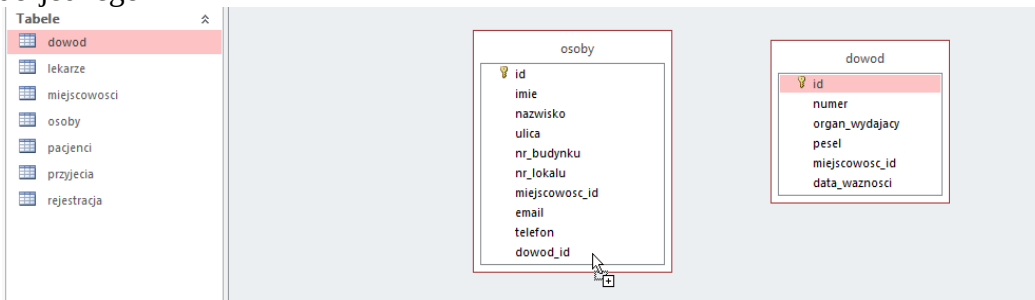 Tabele
dowod
lekarze
miejscowosci
osoby
pacjenci
przyjecia
rejestracja
osoby
id
imie
nazwisko
ulica
nr_budynku
nr_lokalu
miejscowosc_id
email
telefon
dowod_id
dowod
id
numer
organ_wydajacy
pesel
miejscowosc_id
data_waznosci